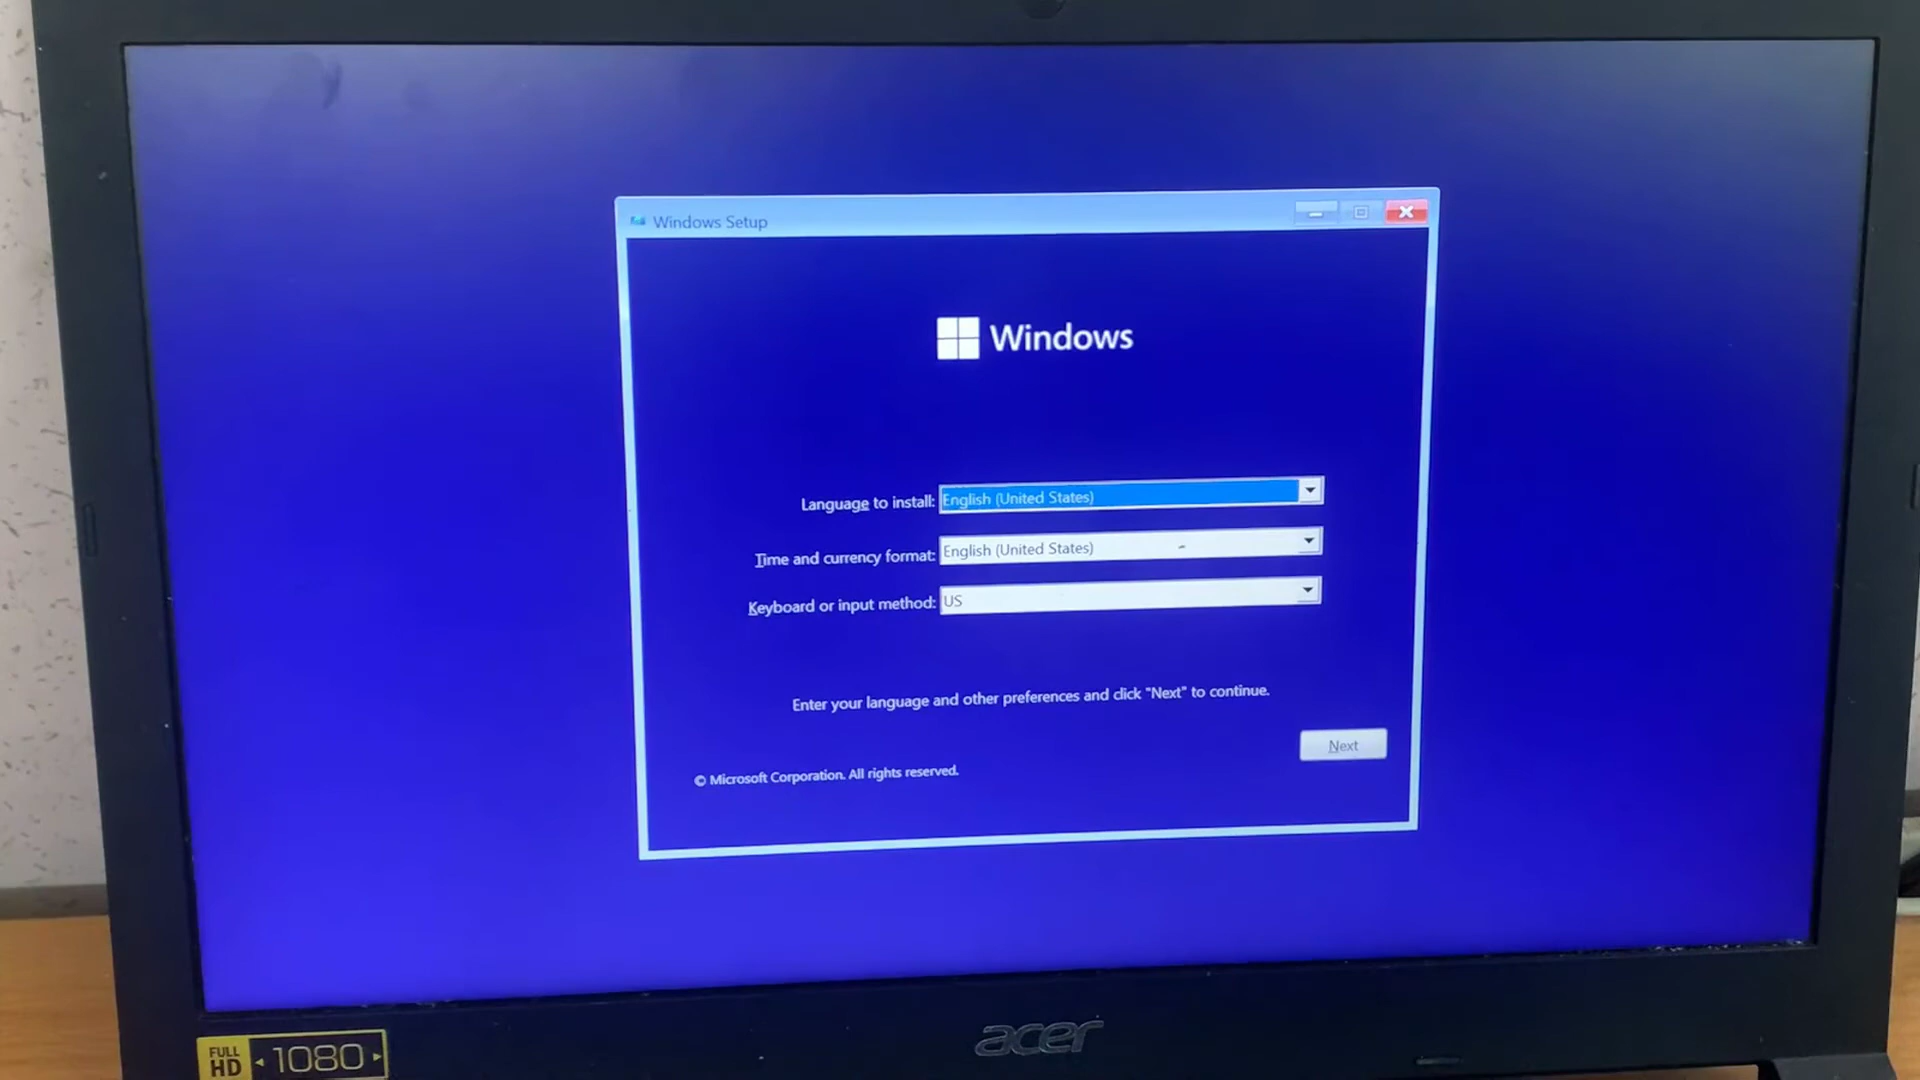 Windows Setup
Windows
Language to install: English (United States)
Time and currency format: English (United States)
Keyboard or input method: US
Enter your language and other preferences and click "Next" to continue.
Next
© Microsoft Corporation. All rights reserved.
acer
FULL HD 1080